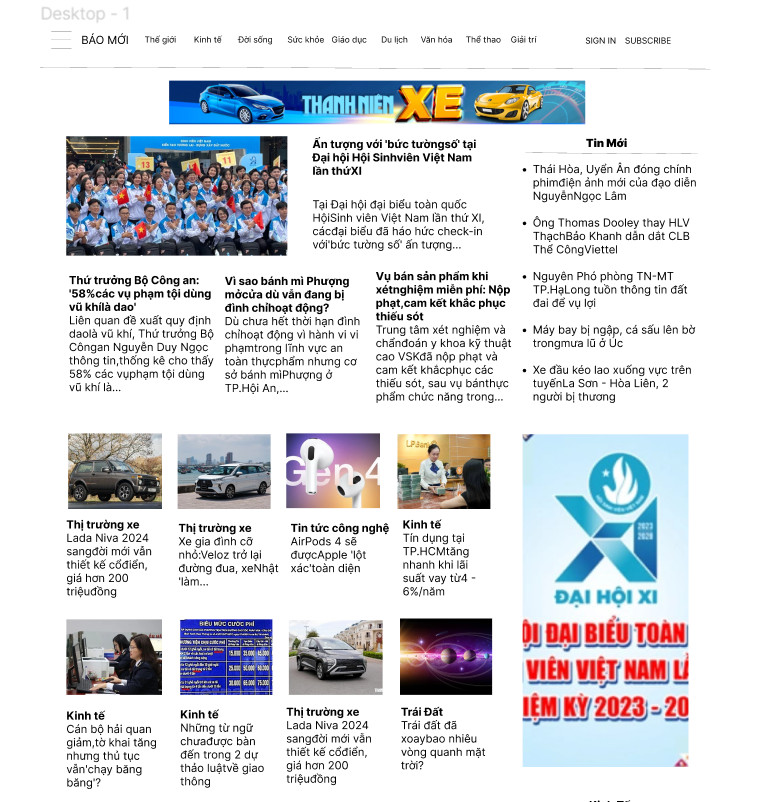 Desktop - 1
BÁO MỚI Thế giới Kinh tế Đời sống Sức khỏe Giáo dục Du lịch Văn hóa Thể thao Giải trí SIGN IN SUBSCRIBE
THANH NIÊN XE
13
11
Ấn tượng với 'bức tườngsố' tại
Đại hội Hội Sinhviên Việt Nam
lần thứXI
Tại Đại hội đại biểu toàn quốc
HộiSinh viên Việt Nam lần thứ XI,
cácđại biểu đã háo hức check-in
với'bức tường số' ấn tượng...
Tin Mới
Thái Hòa, Uyển Ân đóng chính
phimđiện ảnh mới của đạo diễn
NguyễnNgọc Lâm
Ông Thomas Dooley thay HLV
ThạchBảo Khanh dẫn dắt CLB
Thể CôngViettel
Nguyên Phó phòng TN-MT
TP.HạLong tuồn thông tin đất
đai để vụ lợi
Máy bay bị ngập, cá sấu lên bờ
trongmưa lũ ở Úc
Xe đầu kéo lao xuống vực trên
tuyếnLa Sơn - Hòa Liên, 2
người bị thương
Thứ trưởng Bộ Công an:
'58%các vụ phạm tội dùng
vũ khílà dao'
Liên quan đề xuất quy định
daolà vũ khí, Thứ trưởng Bộ
Côngan Nguyễn Duy Ngọc
thông tin,thống kê cho thấy
58% các vụphạm tội dùng
vũ khí là...
Vì sao bánh mì Phượng
mởcửa dù vẫn đang bị
đình chỉhoạt động?
Dù chưa hết thời hạn đình
chỉhoạt động vì hành vi vi
phạmtrong lĩnh vực an
toàn thựcphẩm nhưng cơ
sở bánh mìPhượng ở
TP.Hội An,...
Vụ bán sản phẩm khi
xétnghiệm miễn phí: Nộp
phạt,cam kết khắc phục
thiếu sót
Trung tâm xét nghiệm và
chẩnđoán y khoa kỹ thuật
cao VSKđã nộp phạt và
cam kết khắcphục các
thiếu sót, sau vụ bánthực
phẩm chức năng trong...
Gen 4
Thị trường xe
Lada Niva 2024
sangđời mới vẫn
thiết kế cổđiển,
giá hơn 200
triệuđồng
Thị trường xe
Xe gia đình cỡ
nhỏ:Veloz trở lại
đường đua, xeNhật
'làm...
Tin tức công nghệ
AirPods 4 sẽ
đượcApple 'lột
xác'toàn diện
Kinh tế
Tín dụng tại
TP.HCMtăng
nhanh khi lãi
suất vay từ4 -
6%/năm
2023
2028
ĐẠI HỘI XI
ỘI ĐẠI BIỂU TOÀN
VIÊN VIỆT NAM LẦ
IỆM KỲ 2023 - 20
BIỂU MỨC CƯỚC PHÍ
Kinh tế
Cán bộ hải quan
giảm,tờ khai tăng
nhưng thủ tục
vẫn'chạy băng
băng'?
Kinh tế
Những từ ngữ
chưađược bàn
đến trong 2 dự
thảo luậtvề giao
thông
Thị trường xe
Lada Niva 2024
sangđời mới vẫn
thiết kế cổđiển,
giá hơn 200
triệuđồng
Trái Đất
Trái đất đã
xoaybao nhiêu
vòng quanh mặt
trời?